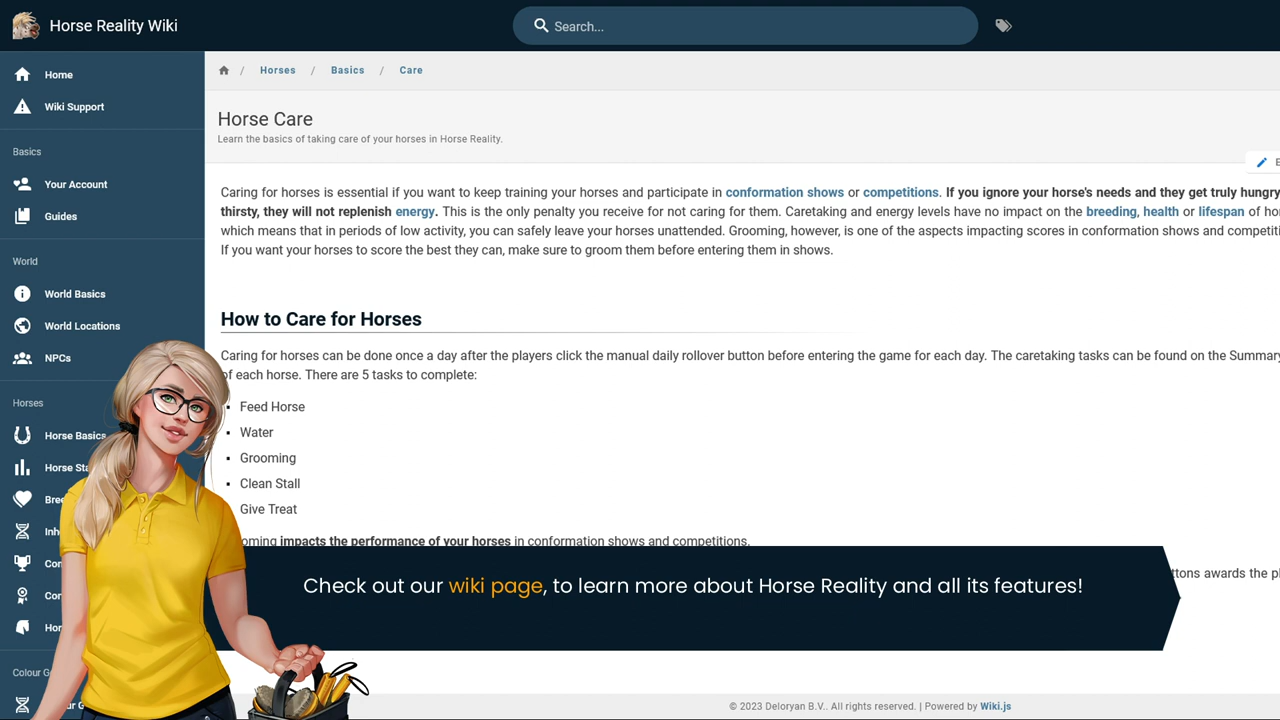 Horse Reality Wiki
Search...
Home
Wiki Support
Basics
Your Account
Guides
World
World Basics
World Locations
NPCs
Horses
Horse Basics
Horse Sta
Bre
Inh
Co
Co
Hor
Colour G
/ Horses / Basics / Care
Horse Care
Learn the basics of taking care of your horses in Horse Reality.
Caring for horses is essential if you want to keep training your horses and participate in conformation shows or competitions. If you ignore your horse's needs and they get truly hungry
thirsty, they will not replenish energy. This is the only penalty you receive for not caring for them. Caretaking and energy levels have no impact on the breeding, health or lifespan of hor
which means that in periods of low activity, you can safely leave your horses unattended. Grooming, however, is one of the aspects impacting scores in conformation shows and competiti
If you want your horses to score the best they can, make sure to groom them before entering them in shows.
How to Care for Horses
Caring for horses can be done once a day after the players click the manual daily rollover button before entering the game for each day. The caretaking tasks can be found on the Summary
of each horse. There are 5 tasks to complete:
▪ Feed Horse
▪ Water
▪ Grooming
▪ Clean Stall
Give Treat
oming impacts the performance of your horses in conformation shows and competitions.
ttons awards the pl
Check out our wiki page, to learn more about Horse Reality and all its features!
© 2023 Deloryan B.V.. All rights reserved. | Powered by Wiki.js